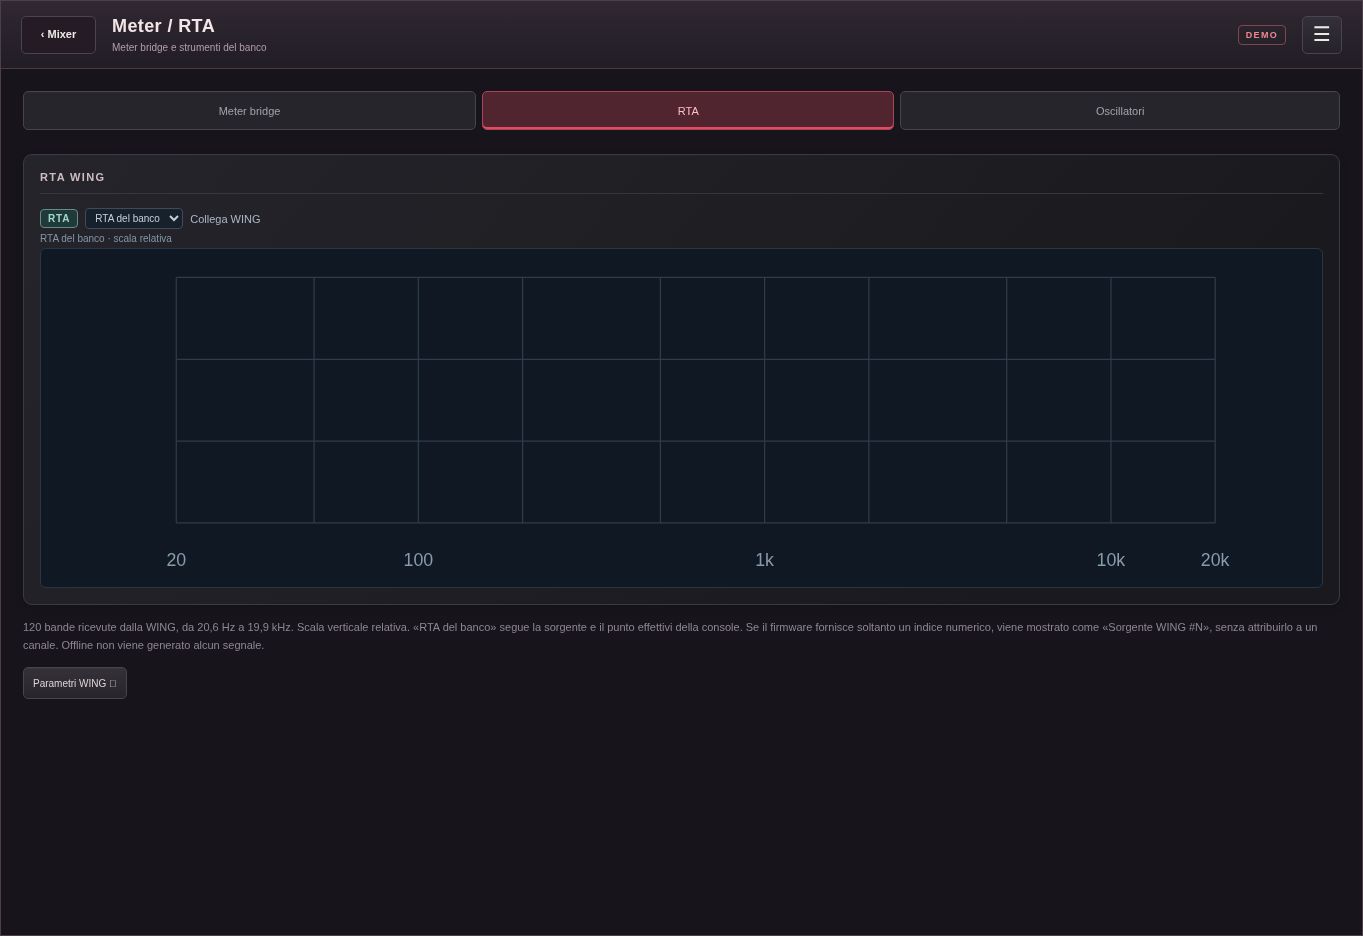 ‹ Mixer
Meter / RTA
Meter bridge e strumenti del banco
DEMO
Meter bridge
RTA
Oscillatori
RTA WING
RTA
RTA del banco
Collega WING
RTA del banco · scala relativa
20
100
1k
10k
20k
120 bande ricevute dalla WING, da 20,6 Hz a 19,9 kHz. Scala verticale relativa. «RTA del banco» segue la sorgente e il punto effettivi della console. Se il firmware fornisce soltanto un indice numerico, viene mostrato come «Sorgente WING #N», senza attribuirlo a un
canale. Offline non viene generato alcun segnale.
Parametri WING